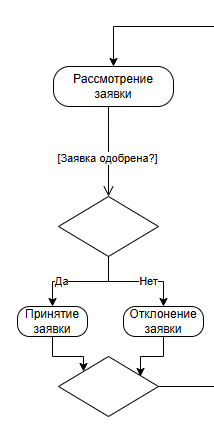 Рассмотрение
заявки
[Заявка одобрена?]
Да
Нет
Принятие
заявки
Отклонение
заявки